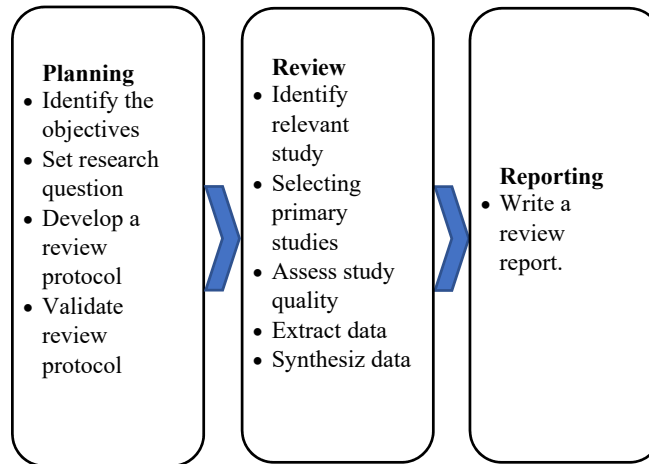 Planning
• Identify the
objectives
• Set research
question
• Develop a
review
protocol
• Validate
review
protocol
Review
• Identify
relevant
study
• Selecting
primary
studies
• Assess study
quality
• Extract data
• Synthesiz data
Reporting
• Write a
review
report.